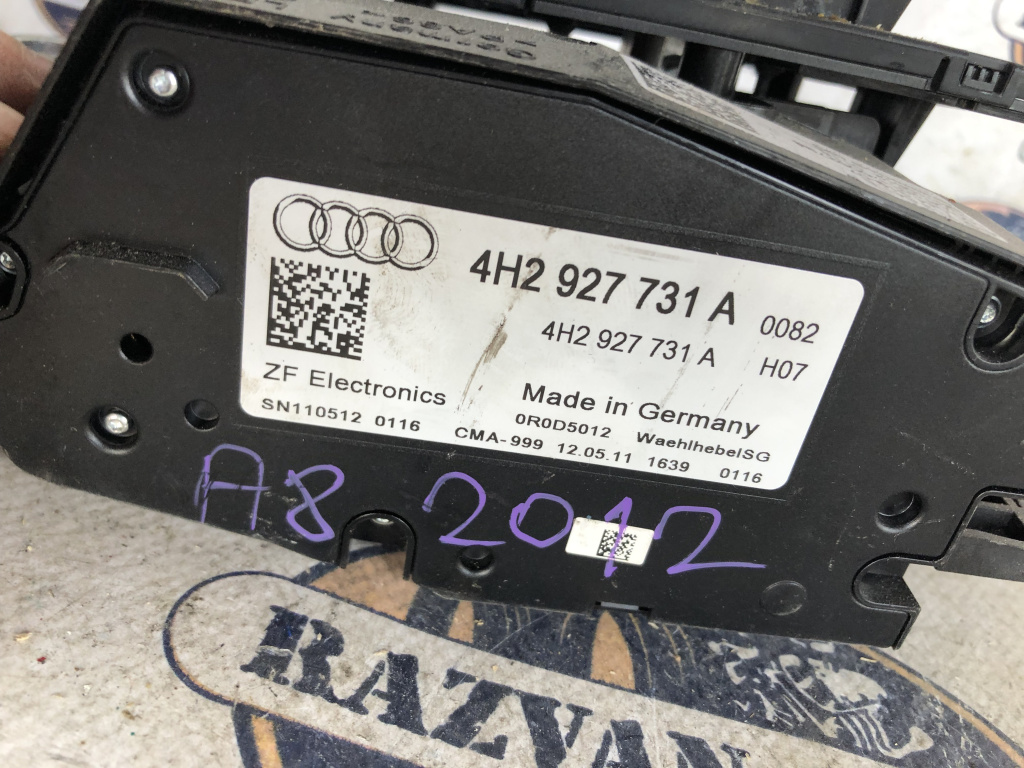 4H2 927 731 A 0082
4H2 927 731 A H07
ZF Electronics Made in Germany
0R0D5012 WaehlhebelSG
SN110512 0116 CMA-999 12.05.11 1639 0116
A8 2012
RAZVAN